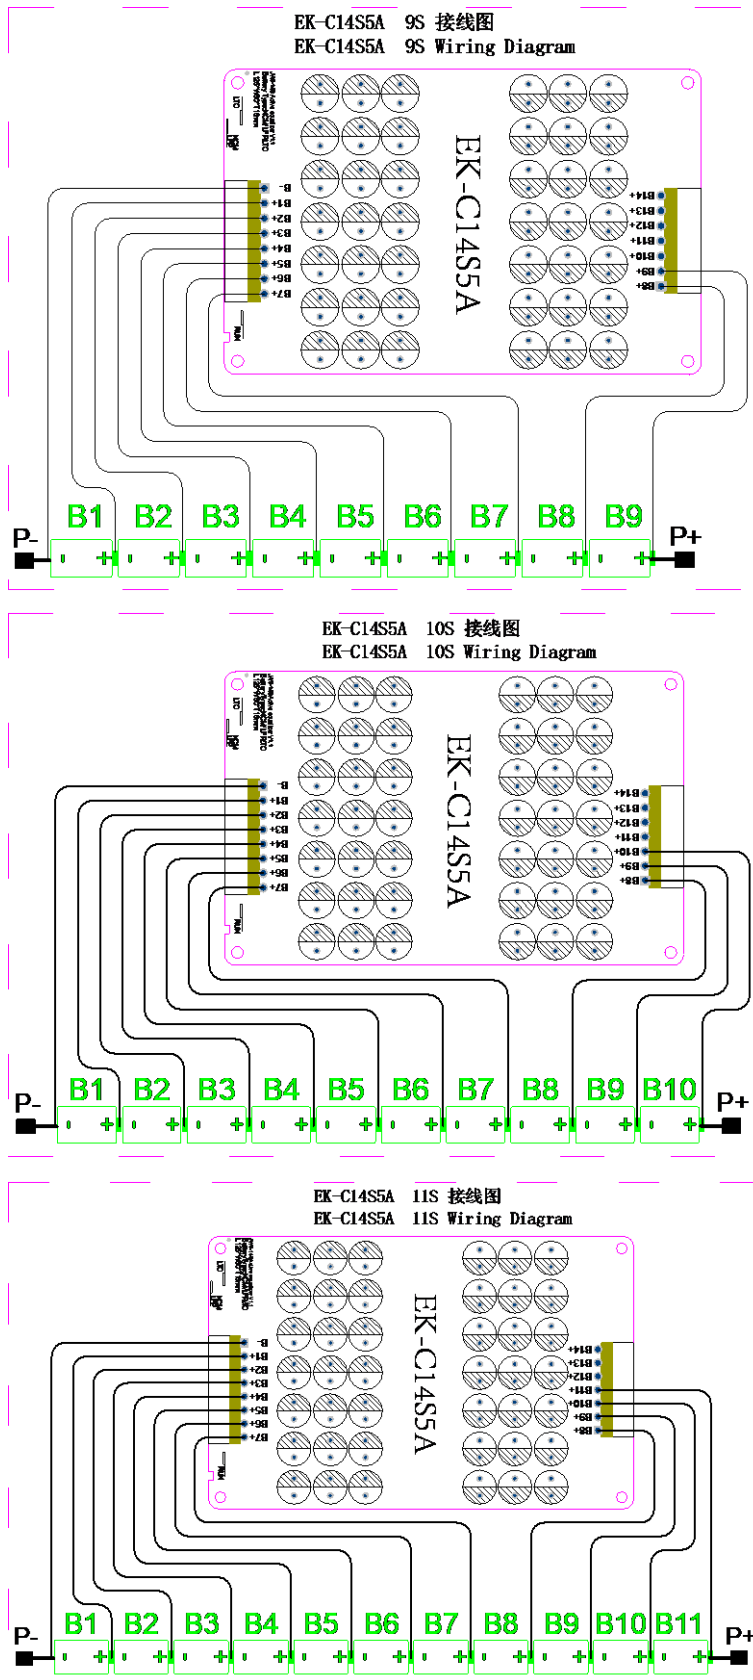 EK-C14S5A 9S 接线图
EK-C14S5A 9S Wiring Diagram
EK-C14S5A
B-
B1+
B2+
B3+
B4+
B5+
B6+
B7+
RUN
B14+
B13+
B12+
B11+
B10+
B9+
B8+
B1 B2 B3 B4 B5 B6 B7 B8 B9
P- P+
- + - + - + - + - + - + - + - + - +
EK-C14S5A 10S 接线图
EK-C14S5A 10S Wiring Diagram
EK-C14S5A
B-
B1+
B2+
B3+
B4+
B5+
B6+
B7+
RUN
B14+
B13+
B12+
B11+
B10+
B9+
B8+
B1 B2 B3 B4 B5 B6 B7 B8 B9 B10
P- P+
- + - + - + - + - + - + - + - + - + - +
EK-C14S5A 11S 接线图
EK-C14S5A 11S Wiring Diagram
EK-C14S5A
B-
B1+
B2+
B3+
B4+
B5+
B6+
B7+
RUN
B14+
B13+
B12+
B11+
B10+
B9+
B8+
B1 B2 B3 B4 B5 B6 B7 B8 B9 B10 B11
P- P+
- + - + - + - + - + - + - + - + - + - + - +